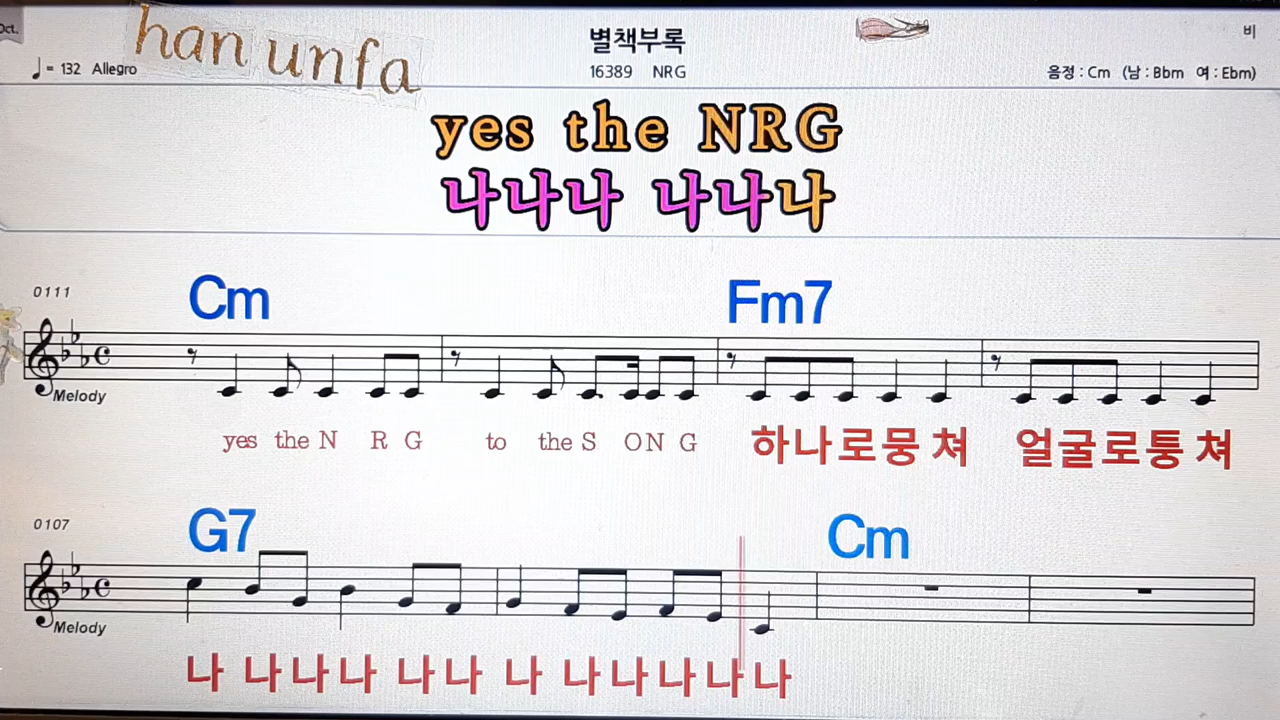 Oct.
han unfa
별책부록
비
♩= 132 Allegro
16389 NRG
음정 : Cm (남 : Bbm 여 : Ebm)
yes the NRG
나나나 나나나
0111
Cm Fm7
Melody
yes the N R G to the S ON G 하나로뭉 쳐 얼굴로퉁 쳐
0107
G7 Cm
Melody
나 나나나 나나 나 나나나나나